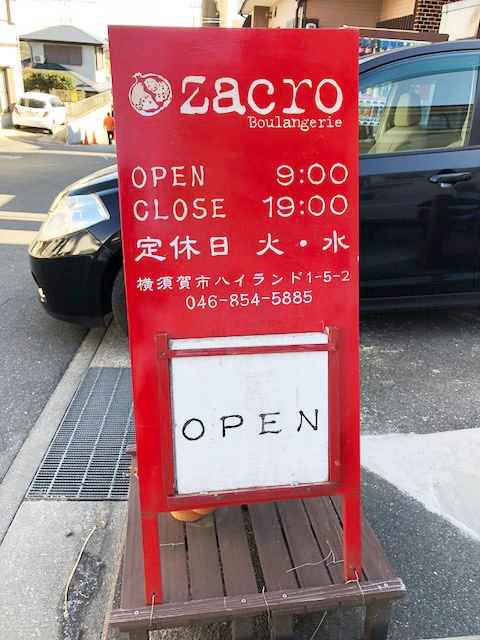 zacro
Boulangerie
OPEN 9:00
CLOSE 19:00
定休日 火・水
横須賀市ハイランド1-5-2
046-854-5885
OPEN